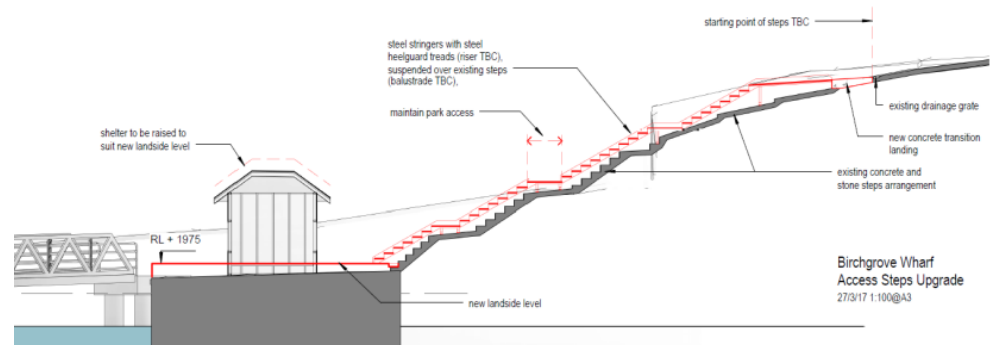 starting point of steps TBC
steel stringers with steel
heelguard treads (riser TBC),
suspended over existing steps
(balustrade TBC),
maintain park access
shelter to be raised to
suit new landside level
existing drainage grate
new concrete transition
landing
existing concrete and
stone steps arrangement
RL + 1975
new landside level
Birchgrove Wharf
Access Steps Upgrade
27/3/17 1:100@A3